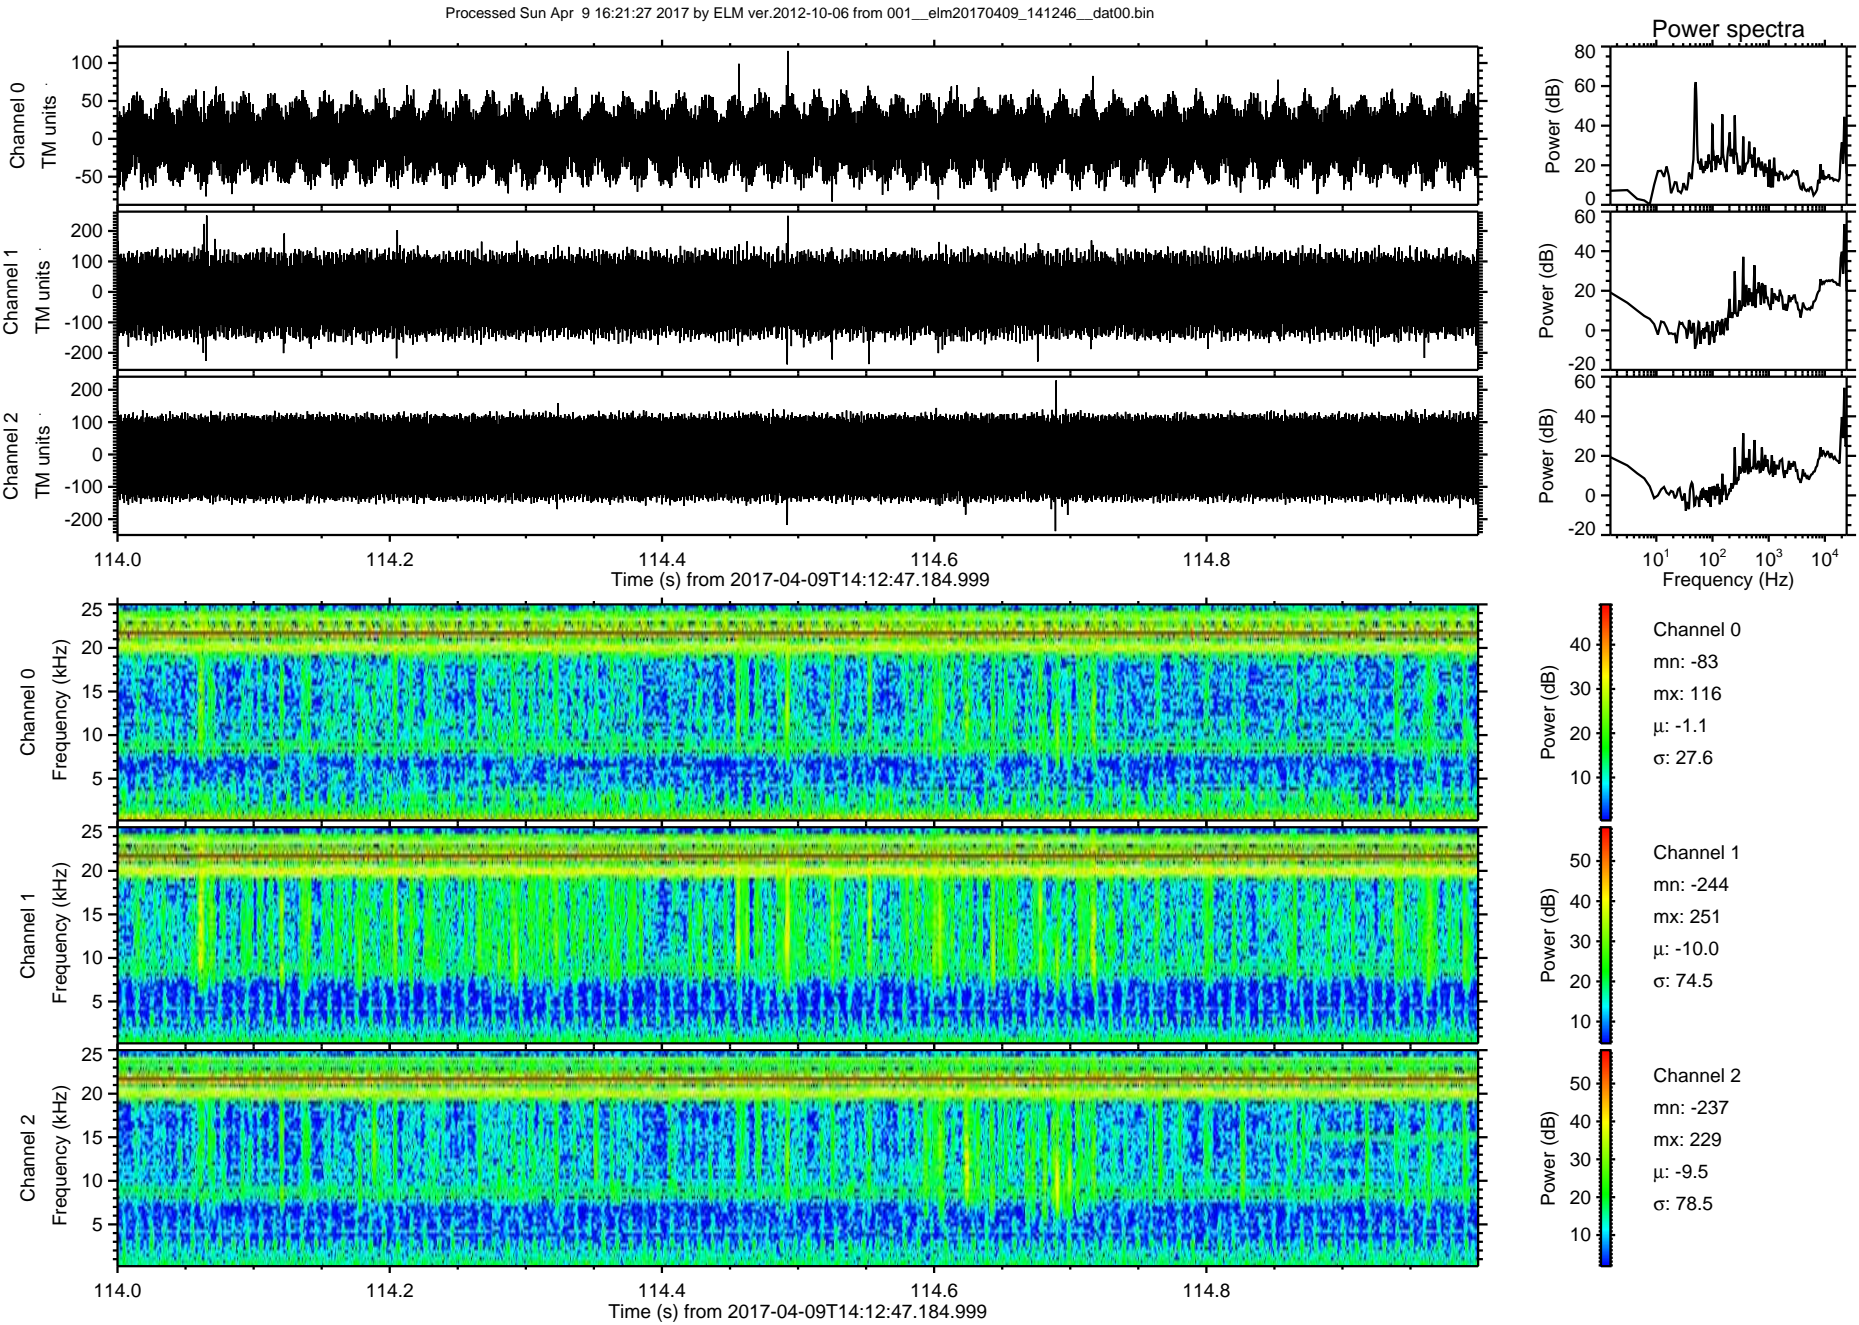 Processed Sun Apr  9 16:21:27 2017 by ELM ver.2012-10-06 from 001__elm20170409_141246__dat00.bin
Power spectra
Channel 0
TM units
100
50
0
-50
Power (dB)
80
60
40
20
0
Channel 1
TM units
200
100
0
-100
-200
Power (dB)
60
40
20
0
-20
Channel 2
TM units
200
100
0
-100
-200
Power (dB)
60
40
20
0
-20
114.0 114.2 114.4 114.6 114.8
Time (s) from 2017-04-09T14:12:47.184.999
10¹ 10² 10³ 10⁴
Frequency (Hz)
Channel 0
Frequency (kHz)
25
20
15
10
5
Power (dB)
40
30
20
10
Channel 0
mn: -83
mx: 116
μ: -1.1
σ: 27.6
Channel 1
Frequency (kHz)
25
20
15
10
5
Power (dB)
50
40
30
20
10
Channel 1
mn: -244
mx: 251
μ: -10.0
σ: 74.5
Channel 2
Frequency (kHz)
25
20
15
10
5
Power (dB)
50
40
30
20
10
Channel 2
mn: -237
mx: 229
μ: -9.5
σ: 78.5
114.0 114.2 114.4 114.6 114.8
Time (s) from 2017-04-09T14:12:47.184.999